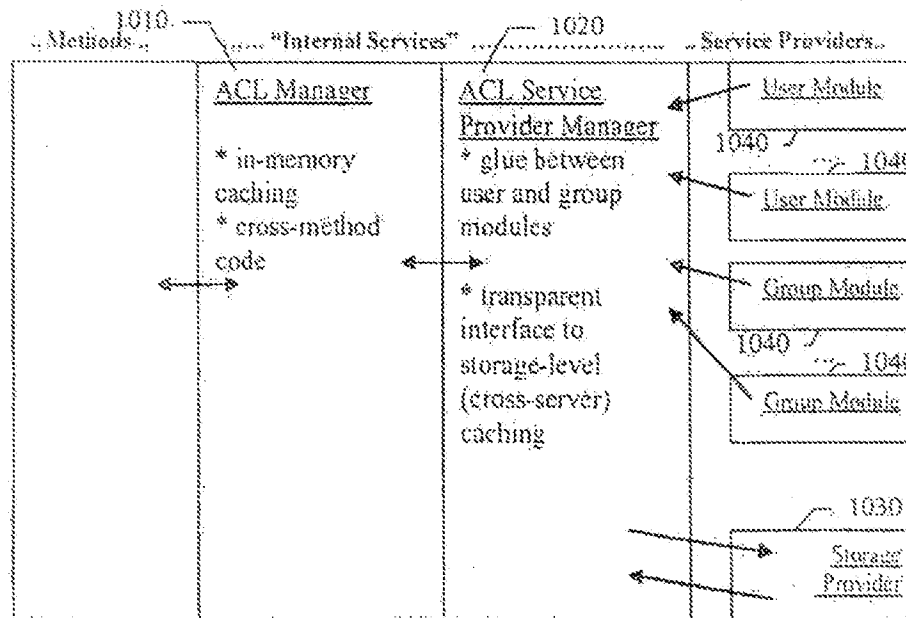 1010
1020
Methods "Internal Services" Service Providers
ACL Manager
* in-memory
caching
* cross-method
code
ACL Service
Provider Manager
* glue between
user and group
modules
* transparent
interface to
storage-level
(cross-server)
caching
User Module
1040
1040
User Module
Group Module
1040
1040
Group Module
1030
Storage
Provider